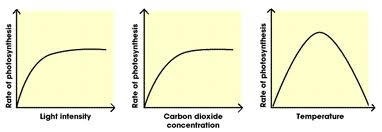 Rate of photosynthesis
Light intensity
Rate of photosynthesis
Carbon dioxide
concentration
Rate of photosynthesis
Temperature